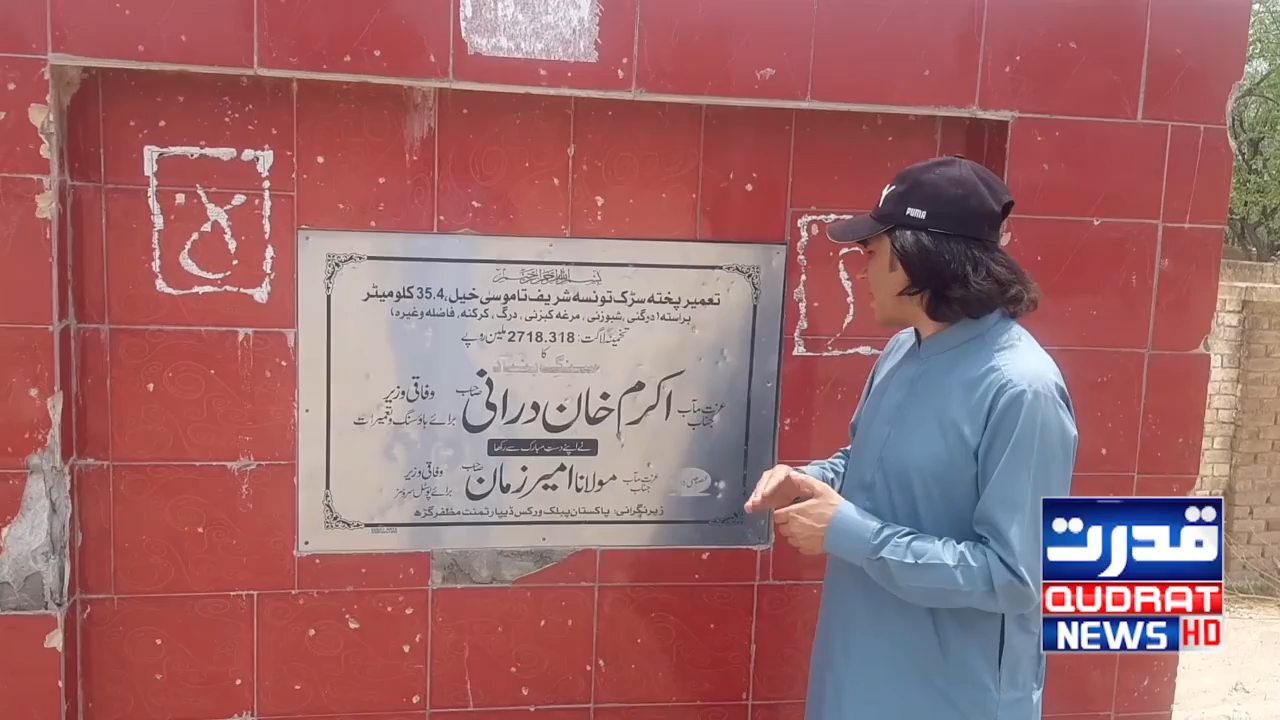 بسم اللہ الرحمن الرحیم
تعمیر پختہ سڑک تونسہ شریف تا موسیٰ خیل، 35.4 کلومیٹر
براستہ (درگئی، شیوزئی، مرغہ کبزئی، درگ، کرکنہ، فاضلہ وغیرہ)
تخمینہ لاگت: 2718.318 ملین روپے
کا
سنگ بنیاد
عزت مآب جناب اکرم خان درانی صاحب وفاقی وزیر برائے ہاؤسنگ و تعمیرات
نے اپنے دست مبارک سے رکھا
عزت مآب جناب مولانا امیر زمان صاحب وفاقی وزیر برائے پوسٹل سروسز
زیر نگرانی: پاکستان پبلک ورکس ڈیپارٹمنٹ مظفر گڑھ
PUMA
قدرت
QUDRAT
NEWS HD